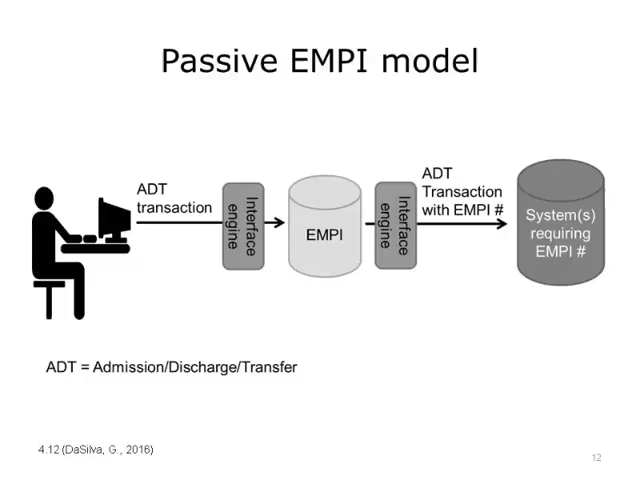 Passive EMPI model
ADT
transaction
Interface
engine
EMPI
Interface
engine
ADT
Transaction
with EMPI #
System(s)
requiring
EMPI #
ADT = Admission/Discharge/Transfer
4.12 (DaSilva, G., 2016)
12